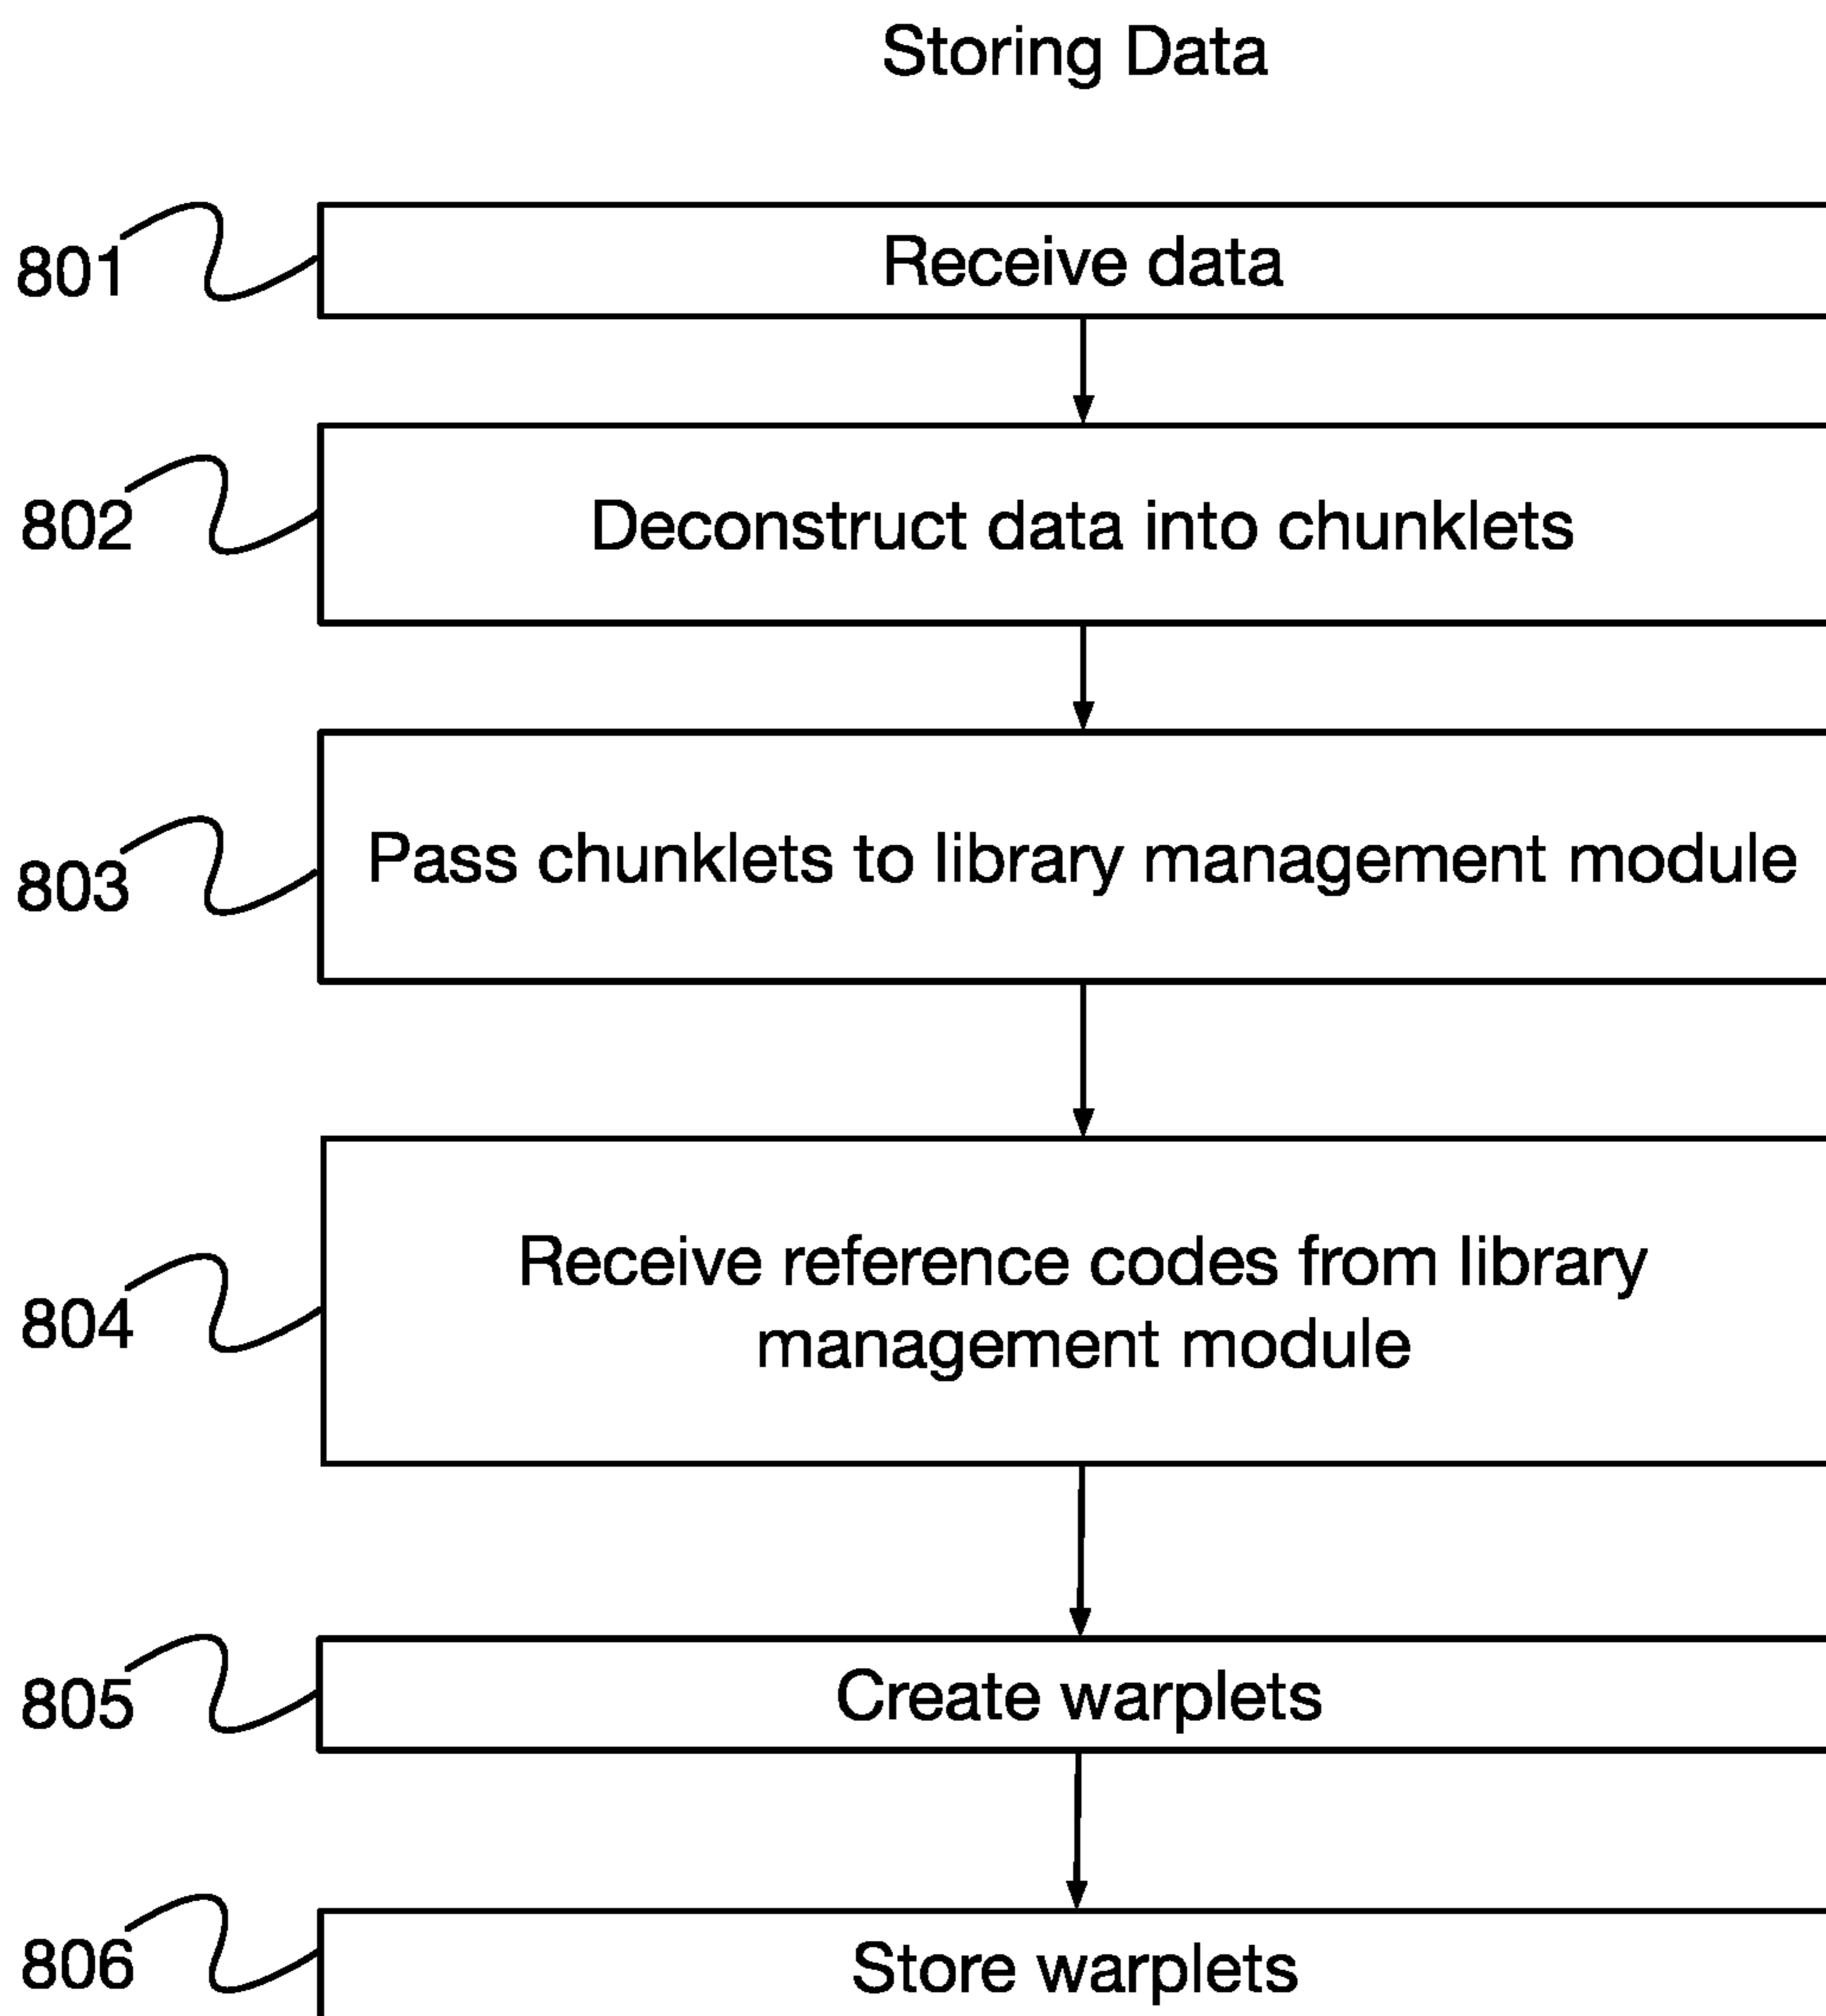 Storing Data
801
Receive data
802
Deconstruct data into chunklets
803
Pass chunklets to library management module
804
Receive reference codes from library
management module
805
Create warplets
806
Store warplets